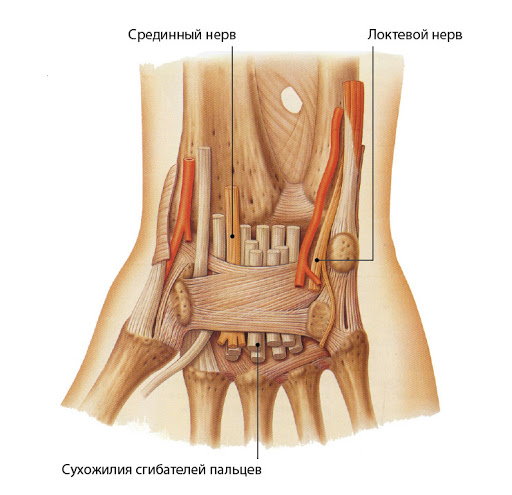 Срединный нерв
Локтевой нерв
Сухожилия сгибателей пальцев